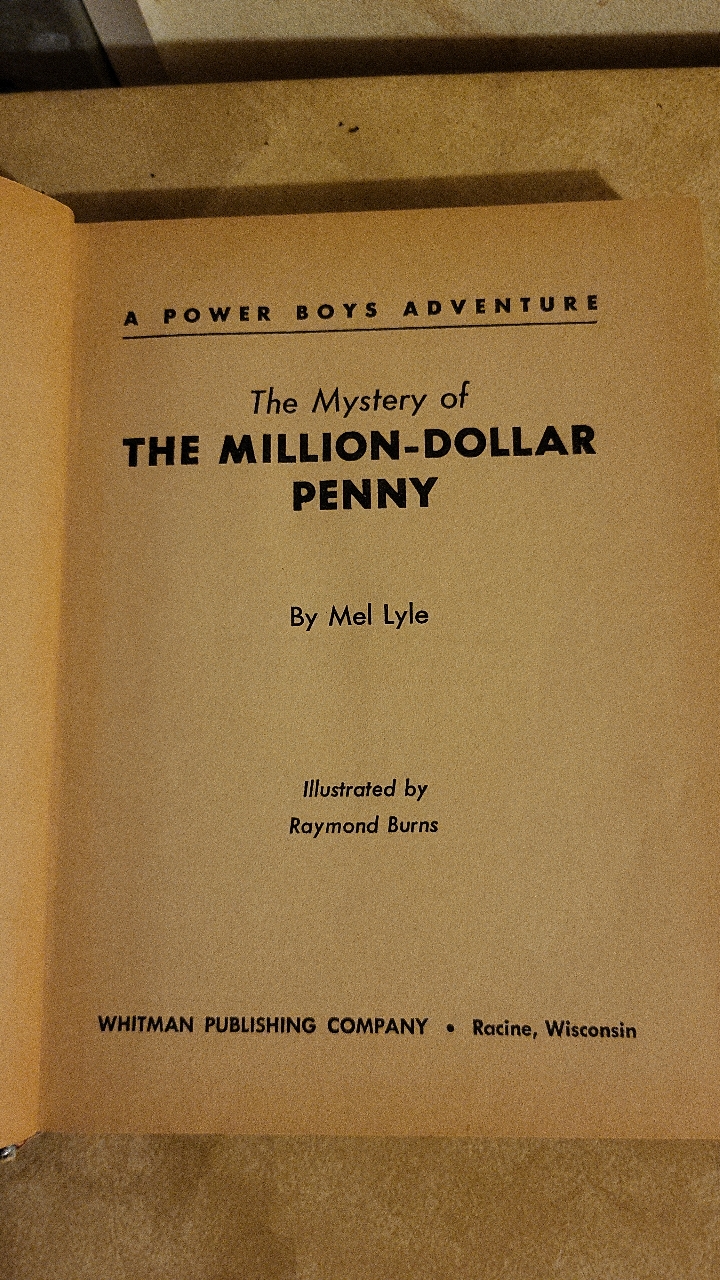 A POWER BOYS ADVENTURE
The Mystery of
THE MILLION-DOLLAR
PENNY
By Mel Lyle
Illustrated by
Raymond Burns
WHITMAN PUBLISHING COMPANY • Racine, Wisconsin